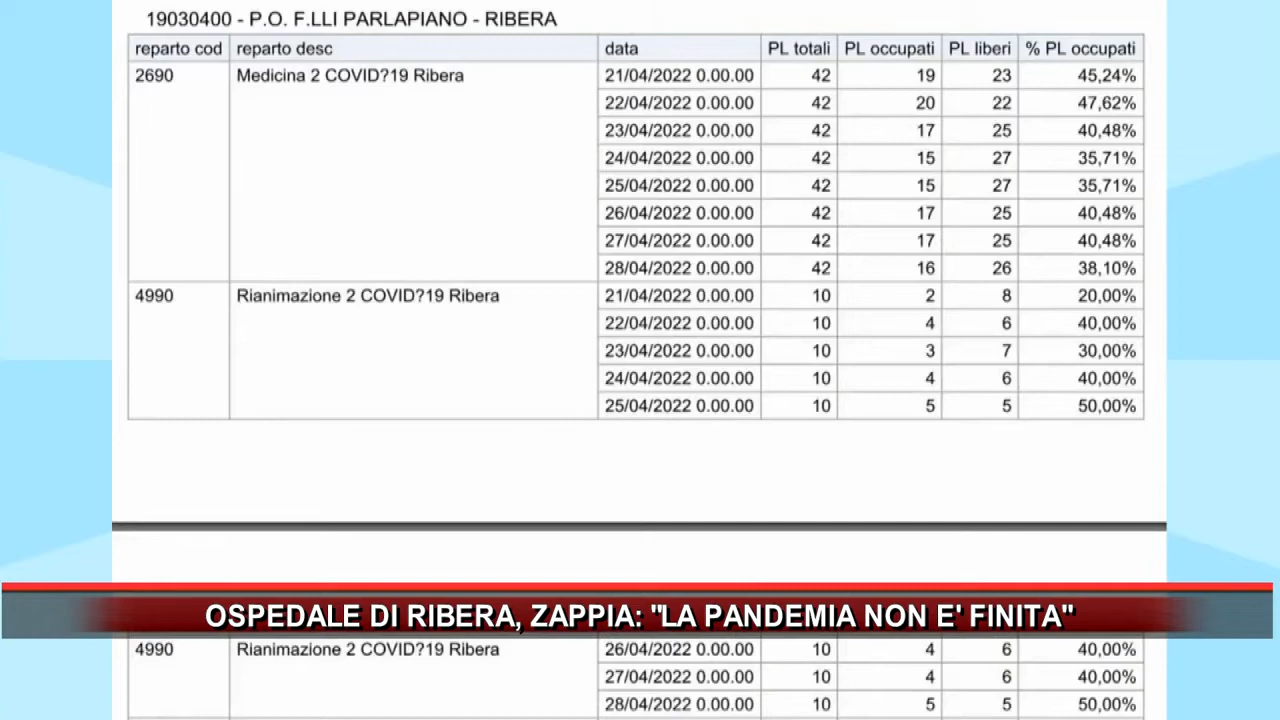 19030400 - P.O. F.LLI PARLAPIANO - RIBERA
reparto cod reparto desc data PL totali PL occupati PL liberi % PL occupati
2690 Medicina 2 COVID?19 Ribera 21/04/2022 0.00.00 42 19 23 45,24%
22/04/2022 0.00.00 42 20 22 47,62%
23/04/2022 0.00.00 42 17 25 40,48%
24/04/2022 0.00.00 42 15 27 35,71%
25/04/2022 0.00.00 42 15 27 35,71%
26/04/2022 0.00.00 42 17 25 40,48%
27/04/2022 0.00.00 42 17 25 40,48%
28/04/2022 0.00.00 42 16 26 38,10%
4990 Rianimazione 2 COVID?19 Ribera 21/04/2022 0.00.00 10 2 8 20,00%
22/04/2022 0.00.00 10 4 6 40,00%
23/04/2022 0.00.00 10 3 7 30,00%
24/04/2022 0.00.00 10 4 6 40,00%
25/04/2022 0.00.00 10 5 5 50,00%
OSPEDALE DI RIBERA, ZAPPIA: "LA PANDEMIA NON E' FINITA"
4990 Rianimazione 2 COVID?19 Ribera 26/04/2022 0.00.00 10 4 6 40,00%
27/04/2022 0.00.00 10 4 6 40,00%
28/04/2022 0.00.00 10 5 5 50,00%